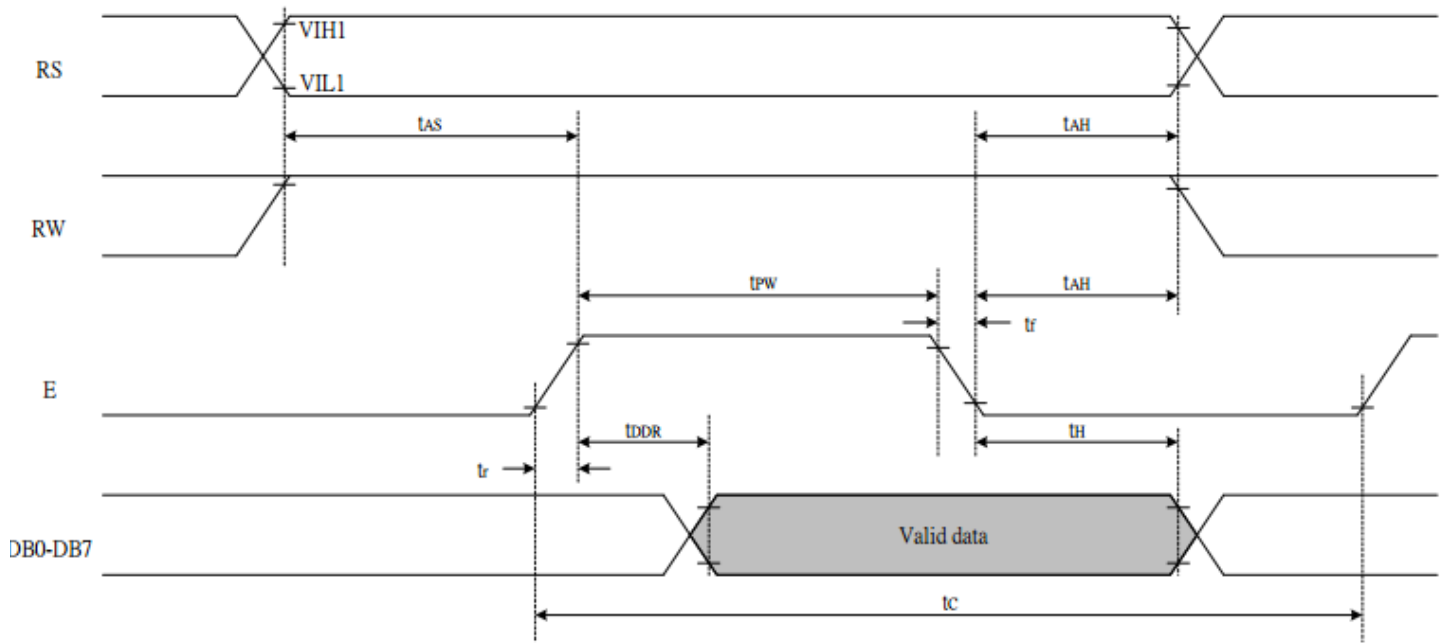 VIH1
RS
VIL1
tAS
tAH
RW
tPW
tAH
tf
E
tDDR
tH
tr
Valid data
DB0-DB7
tC